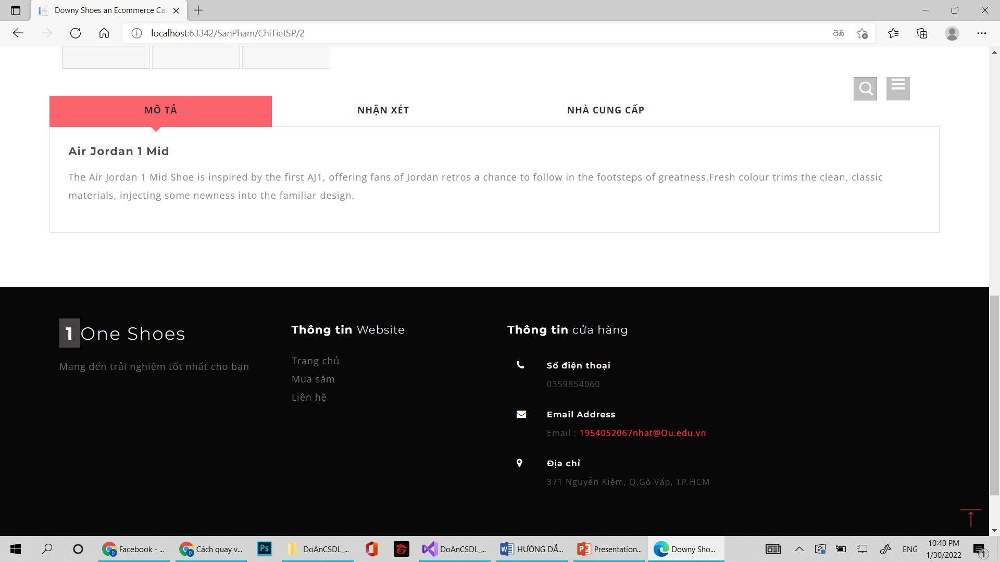 Downy Shoes an Ecommerce Cat
localhost:63342/SanPham/ChiTietSP/2
MÔ TẢ
NHẬN XÉT
NHÀ CUNG CẤP
Air Jordan 1 Mid
The Air Jordan 1 Mid Shoe is inspired by the first AJ1, offering fans of Jordan retros a chance to follow in the footsteps of greatness.Fresh colour trims the clean, classic
materials, injecting some newness into the familiar design.
1 One Shoes
Mang đến trải nghiệm tốt nhất cho bạn
Thông tin Website
Trang chủ
Mua sắm
Liên hệ
Thông tin cửa hàng
Số điện thoại
0359854060
Email Address
Email : 1954052067nhat@Ou.edu.vn
Địa chỉ
371 Nguyễn Kiệm, Q.Gò Vấp, TP.HCM
Facebook - ...
Cách quay v...
Ps
DoAnCSDL_...
DoAnCSDL_...
HƯỚNG DẪ...
Presentation...
Downy Sho...
ENG
10:40 PM
1/30/2022
1